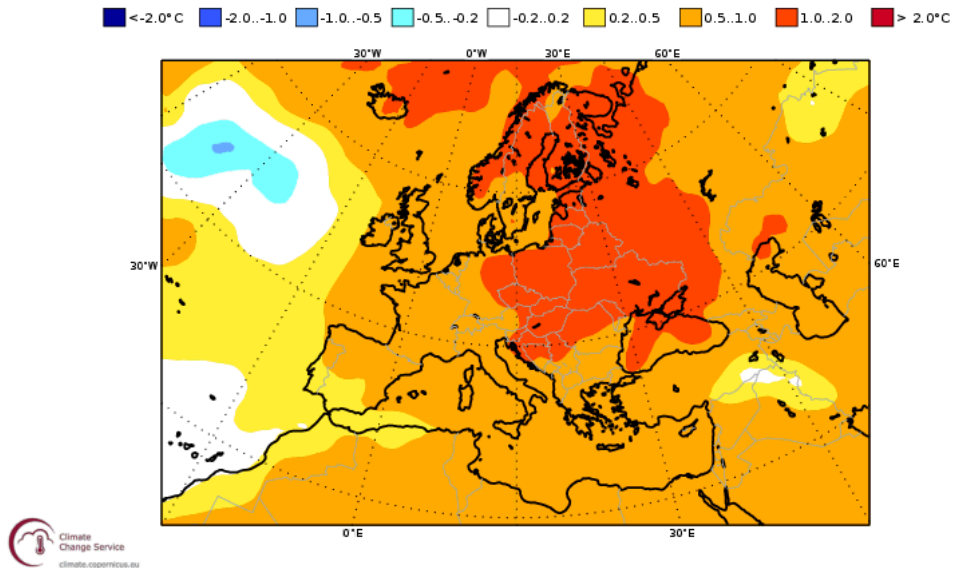 <-2.0°C -2.0..-1.0 -1.0..-0.5 -0.5..-0.2 -0.2..0.2 0.2..0.5 0.5..1.0 1.0..2.0 > 2.0°C
30°W 0°W 30°E 60°E
30°W 60°E
0°E 30°E
Climate
Change Service
climate.copernicus.eu